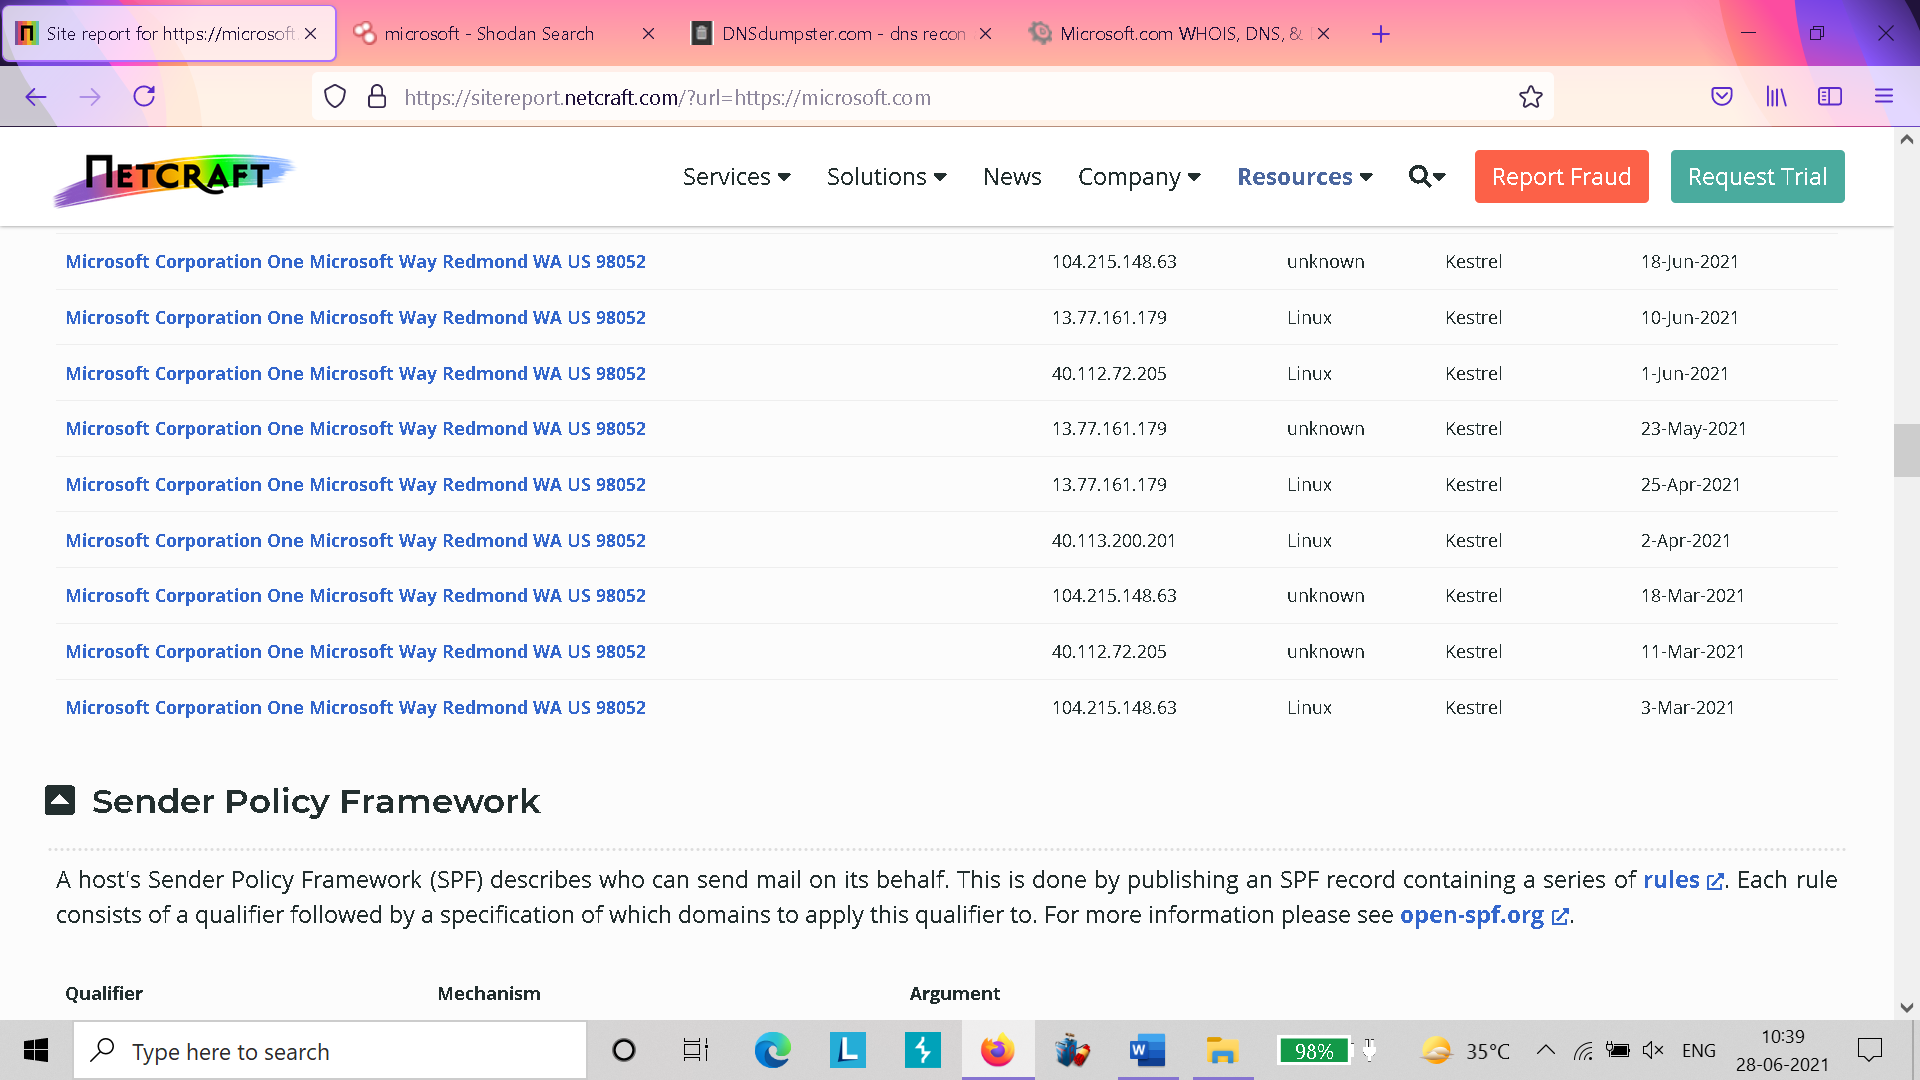 Site report for https://microsoft.
microsoft - Shodan Search
DNSdumpster.com - dns recon
Microsoft.com WHOIS, DNS, &
https://sitereport.netcraft.com/?url=https://microsoft.com
NETCRAFT
Services
Solutions
News
Company
Resources
Report Fraud
Request Trial
Microsoft Corporation One Microsoft Way Redmond WA US 98052 104.215.148.63 unknown Kestrel 18-Jun-2021
Microsoft Corporation One Microsoft Way Redmond WA US 98052 13.77.161.179 Linux Kestrel 10-Jun-2021
Microsoft Corporation One Microsoft Way Redmond WA US 98052 40.112.72.205 Linux Kestrel 1-Jun-2021
Microsoft Corporation One Microsoft Way Redmond WA US 98052 13.77.161.179 unknown Kestrel 23-May-2021
Microsoft Corporation One Microsoft Way Redmond WA US 98052 13.77.161.179 Linux Kestrel 25-Apr-2021
Microsoft Corporation One Microsoft Way Redmond WA US 98052 40.113.200.201 Linux Kestrel 2-Apr-2021
Microsoft Corporation One Microsoft Way Redmond WA US 98052 104.215.148.63 unknown Kestrel 18-Mar-2021
Microsoft Corporation One Microsoft Way Redmond WA US 98052 40.112.72.205 unknown Kestrel 11-Mar-2021
Microsoft Corporation One Microsoft Way Redmond WA US 98052 104.215.148.63 Linux Kestrel 3-Mar-2021
Sender Policy Framework
A host's Sender Policy Framework (SPF) describes who can send mail on its behalf. This is done by publishing an SPF record containing a series of rules. Each rule
consists of a qualifier followed by a specification of which domains to apply this qualifier to. For more information please see open-spf.org.
Qualifier Mechanism Argument
Type here to search
L
W
98%
35°C
ENG
10:39
28-06-2021